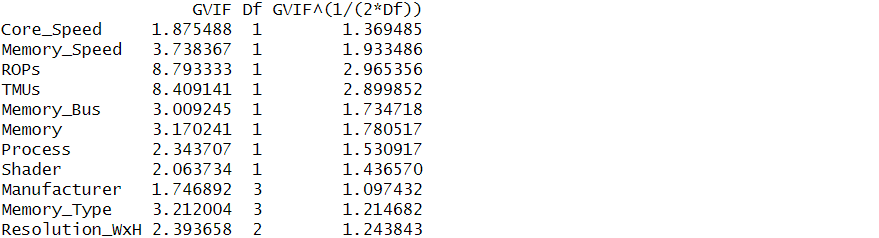 GVIF Df GVIF^(1/(2*Df))
Core_Speed 1.875488 1 1.369485
Memory_Speed 3.738367 1 1.933486
ROPs 8.793333 1 2.965356
TMUs 8.409141 1 2.899852
Memory_Bus 3.009245 1 1.734718
Memory 3.170241 1 1.780517
Process 2.343707 1 1.530917
Shader 2.063734 1 1.436570
Manufacturer 1.746892 3 1.097432
Memory_Type 3.212004 3 1.214682
Resolution_WxH 2.393658 2 1.243843